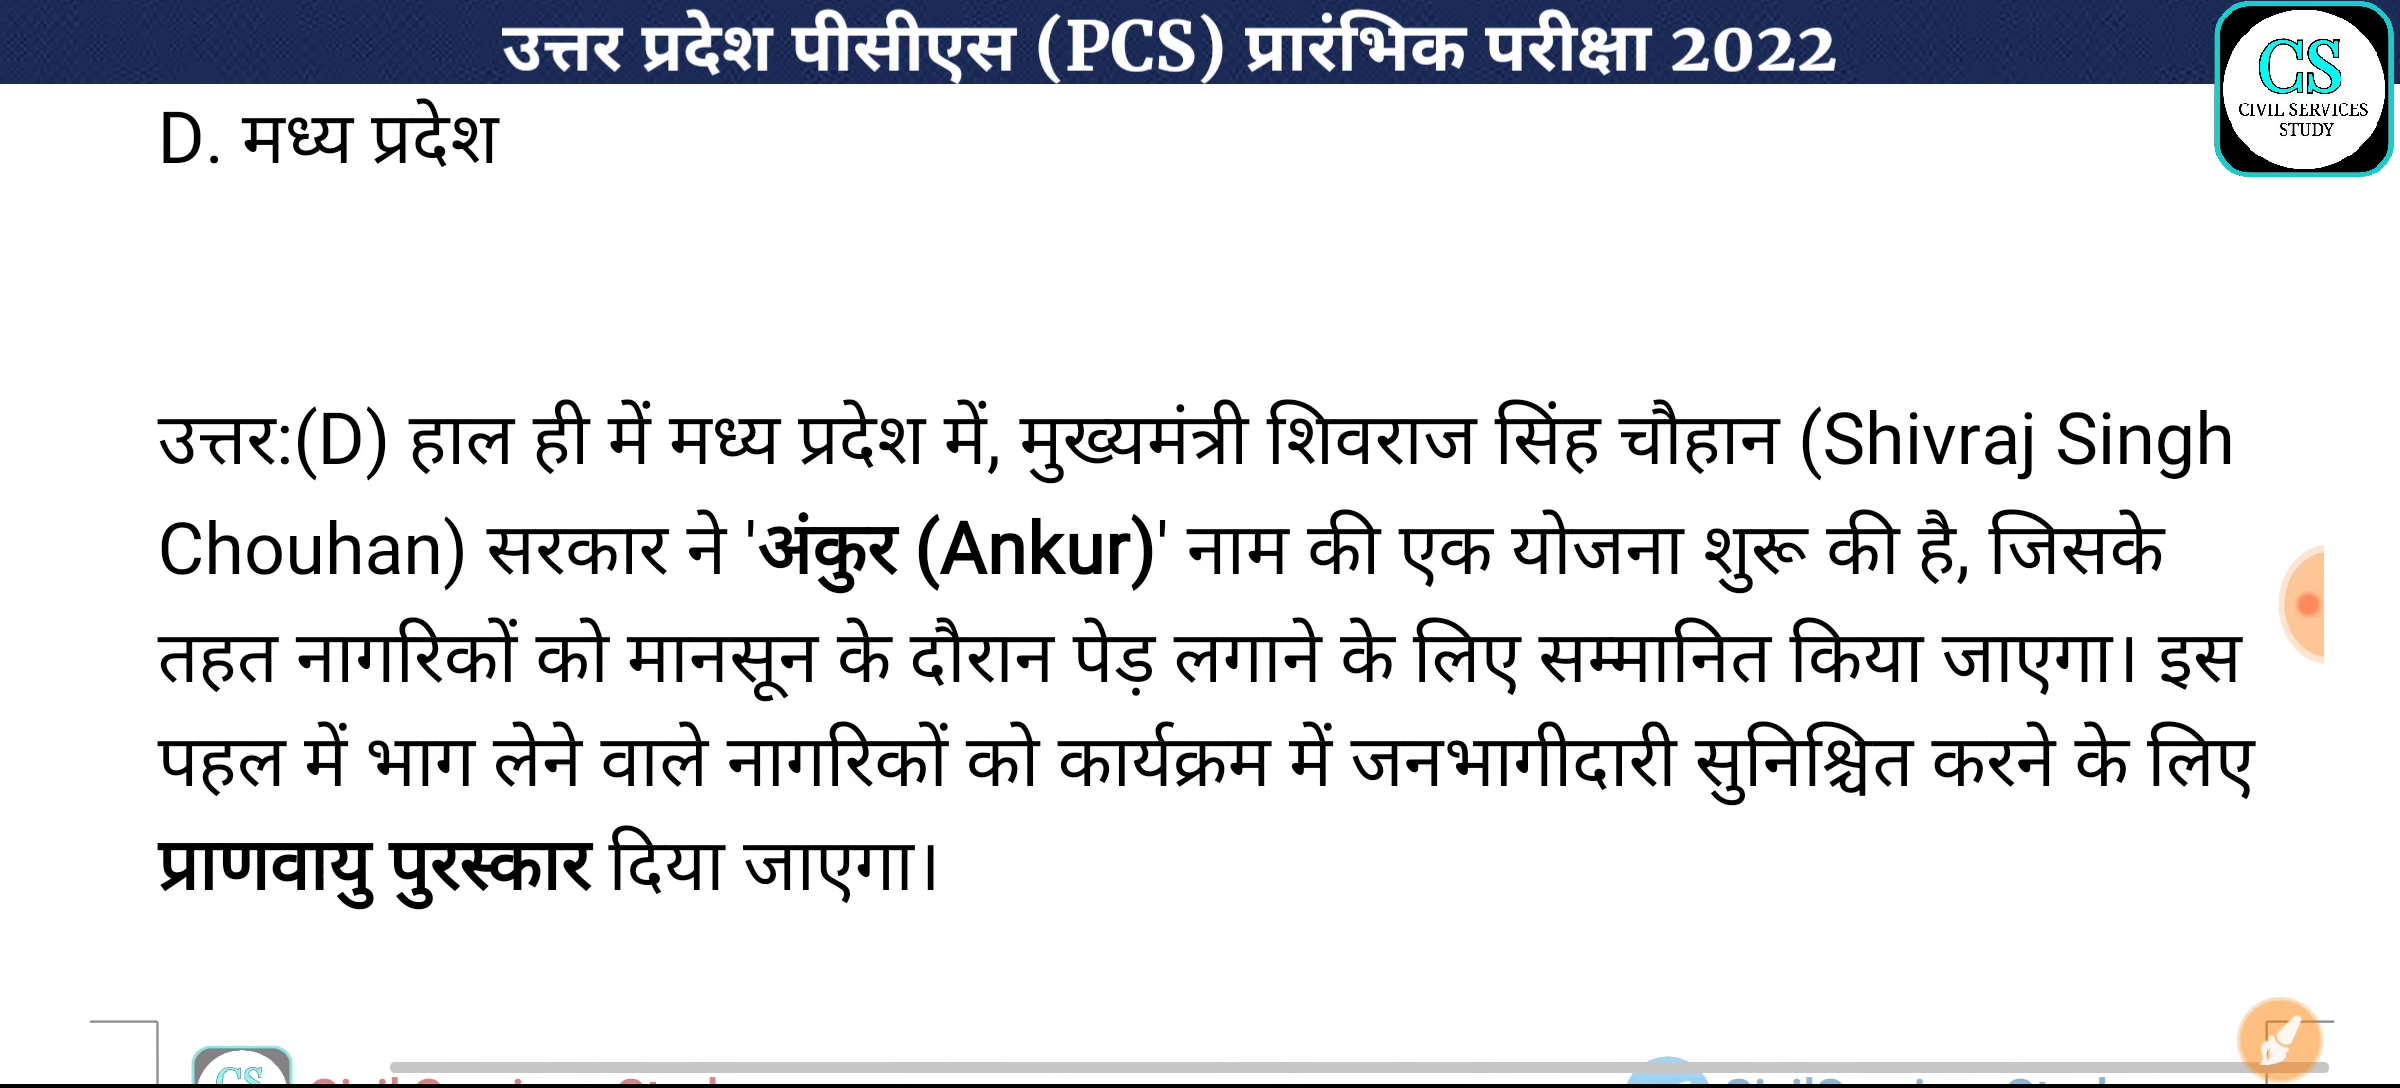 उत्तर प्रदेश पीसीएस (PCS) प्रारंभिक परीक्षा 2022
CS
CIVIL SERVICES
STUDY
D. मध्य प्रदेश
उत्तर:(D) हाल ही में मध्य प्रदेश में, मुख्यमंत्री शिवराज सिंह चौहान (Shivraj Singh
Chouhan) सरकार ने 'अंकुर (Ankur)' नाम की एक योजना शुरू की है, जिसके
तहत नागरिकों को मानसून के दौरान पेड़ लगाने के लिए सम्मानित किया जाएगा। इस
पहल में भाग लेने वाले नागरिकों को कार्यक्रम में जनभागीदारी सुनिश्चित करने के लिए
प्राणवायु पुरस्कार दिया जाएगा।
CS